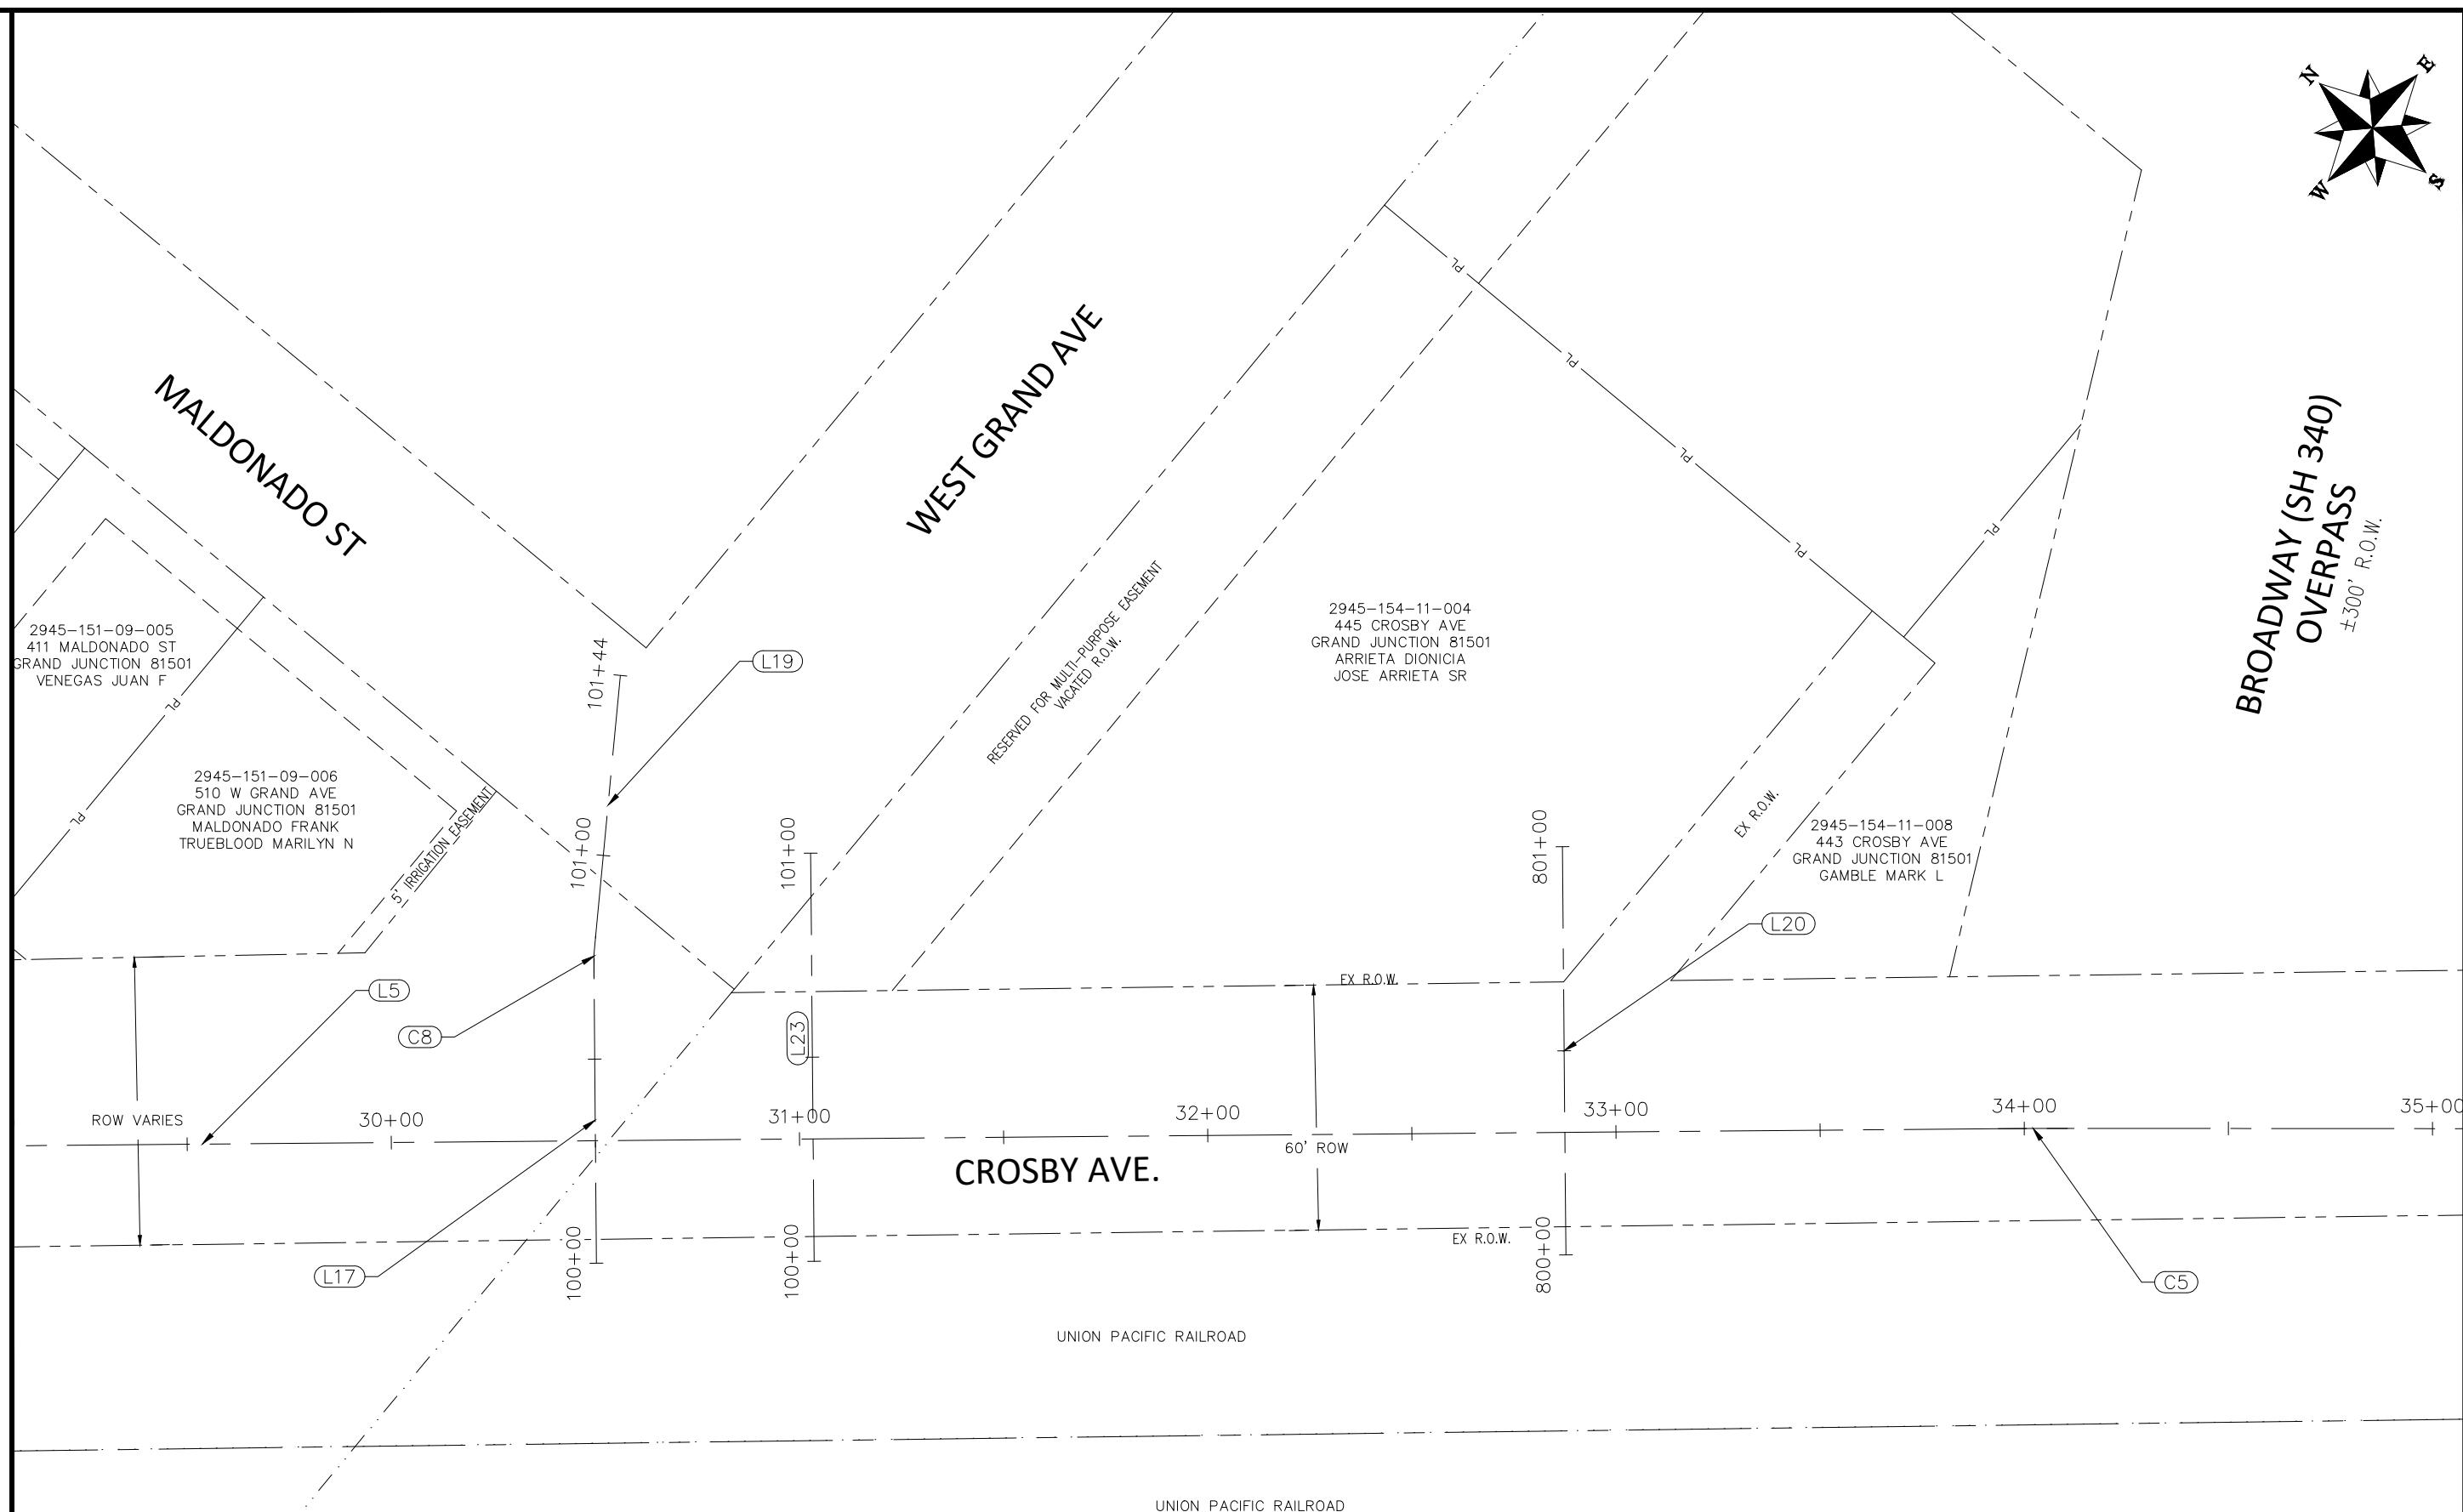 N
E
W
S
MALDONADO ST
WEST GRAND AVE
BROADWAY (SH 340)
OVERPASS
±300' R.O.W.
PL
PL
PL
PL
PL
PL
PL
2945-151-09-005
411 MALDONADO ST
GRAND JUNCTION 81501
VENEGAS JUAN F
2945-151-09-006
510 W GRAND AVE
GRAND JUNCTION 81501
MALDONADO FRANK
TRUEBLOOD MARILYN N
5' IRRIGATION EASEMENT
101+44
L19
RESERVED FOR MULTI-PURPOSE EASEMENT
VACATED R.O.W.
2945-154-11-004
445 CROSBY AVE
GRAND JUNCTION 81501
ARRIETA DIONICIA
JOSE ARRIETA SR
EX R.O.W.
2945-154-11-008
443 CROSBY AVE
GRAND JUNCTION 81501
GAMBLE MARK L
101+00
101+00
801+00
L20
L5
C8
L23
EX R.O.W.
ROW VARIES
30+00
31+00
32+00
33+00
34+00
35+00
60' ROW
CROSBY AVE.
L17
100+00
100+00
800+00
EX R.O.W.
C5
UNION PACIFIC RAILROAD
UNION PACIFIC RAILROAD